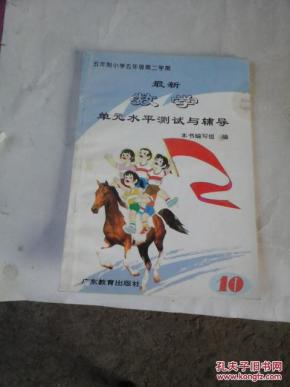 五年制小学五年级第二学期
最新
数学
单元水平测试与辅导
本书编写组 编
广东教育出版社
10
孔夫子旧书网